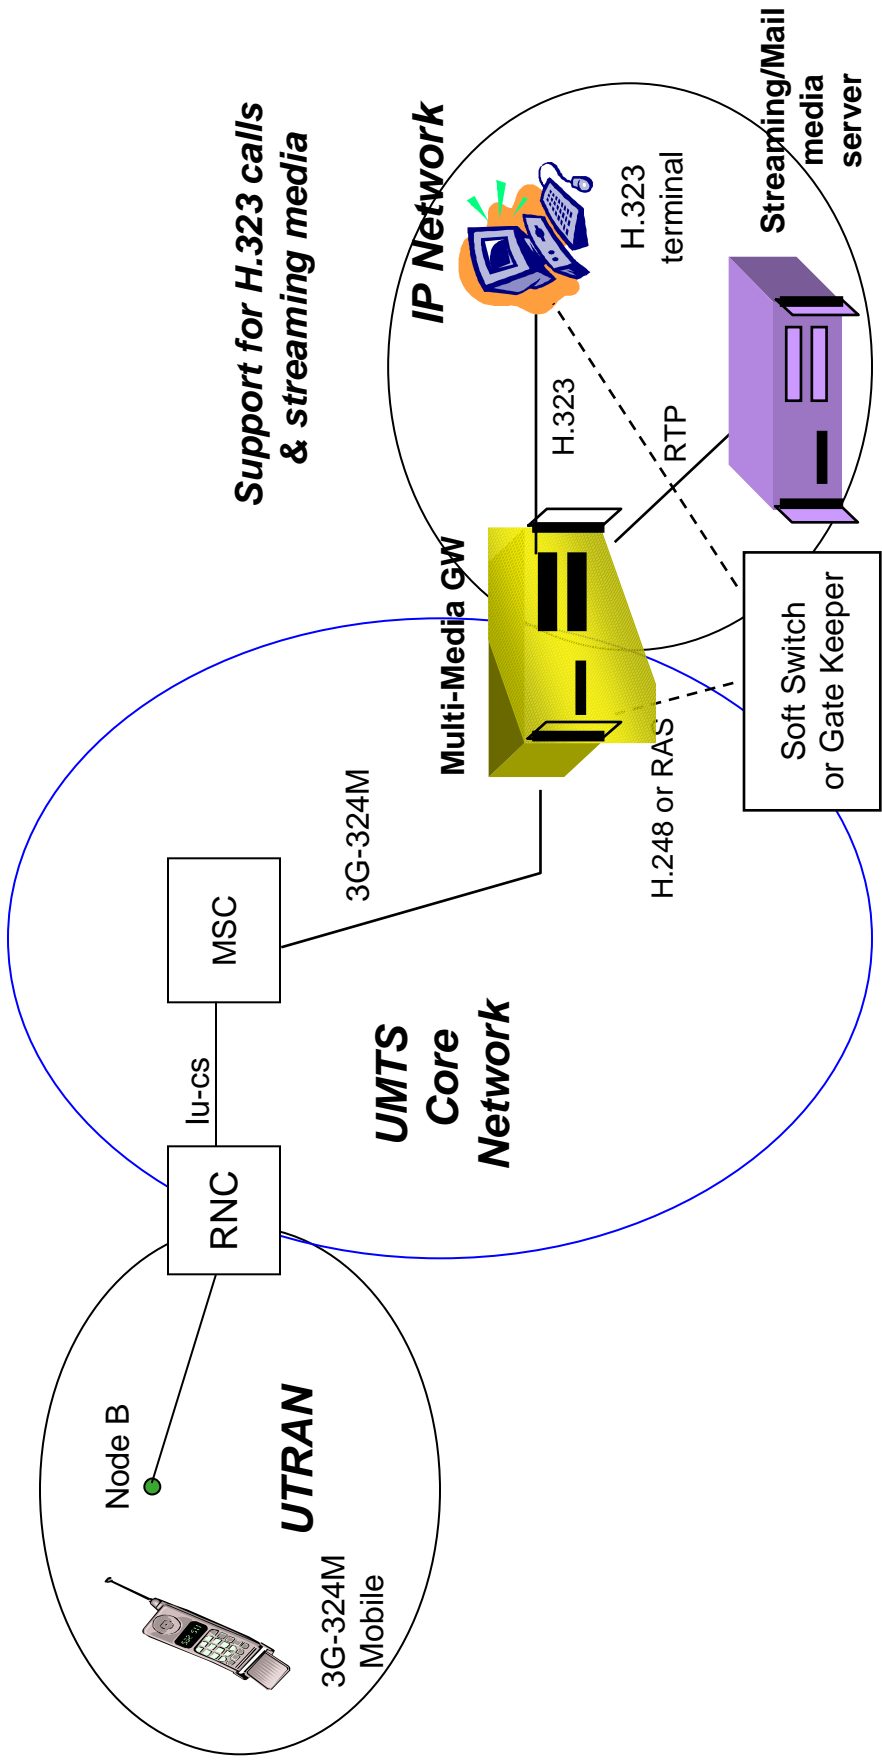 Support for H.323 calls
& streaming media
Node B
UTRAN
3G-324M
Mobile
RNC
Iu-cs
MSC
UMTS
Core
Network
3G-324M
Multi-Media GW
H.248 or RAS
Soft Switch
or Gate Keeper
IP Network
H.323
RTP
H.323
terminal
Streaming/Mail
media
server